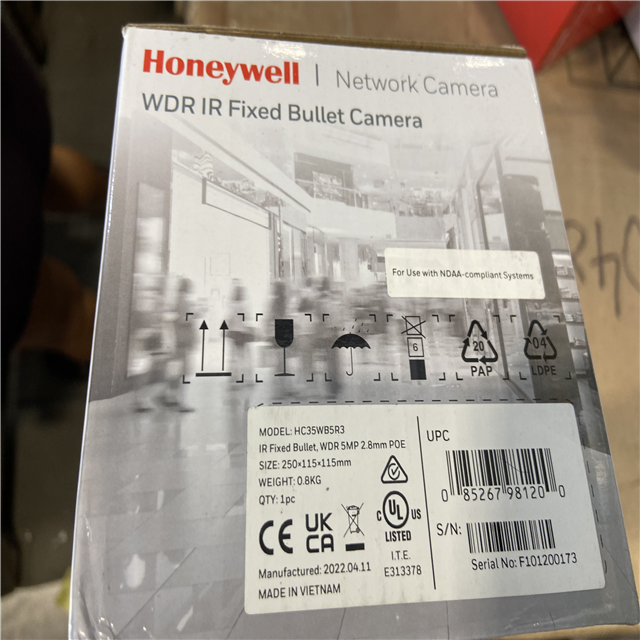 Honeywell | Network Camera
WDR IR Fixed Bullet Camera
For Use with NDAA-compliant Systems
6
20
PAP
04
LDPE
MODEL: HC35WB5R3
IR Fixed Bullet, WDR 5MP 2.8mm POE
SIZE: 250×115×115mm
WEIGHT: 0.8KG
QTY: 1pc
CE
UK
CA
C UL US
LISTED
I.T.E.
E313378
Manufactured: 2022.04.11
MADE IN VIETNAM
UPC
0 85267 98120 0
S/N:
Serial No: F101200173